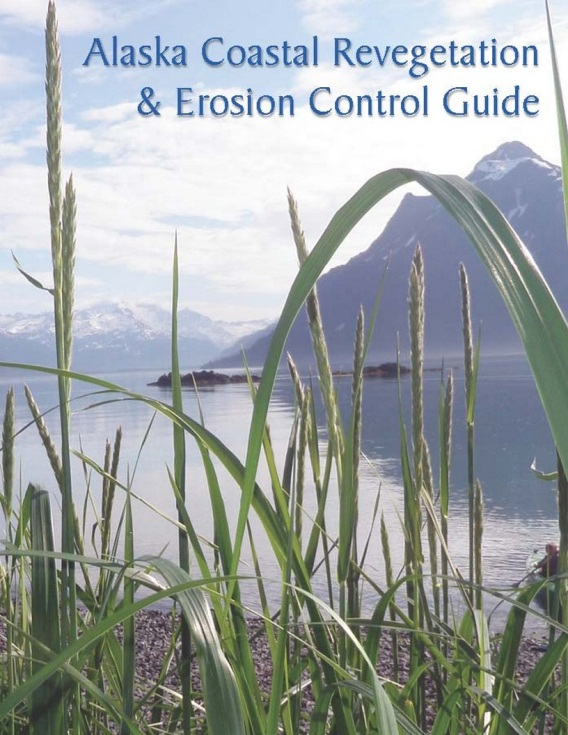 Alaska Coastal Revegetation
& Erosion Control Guide